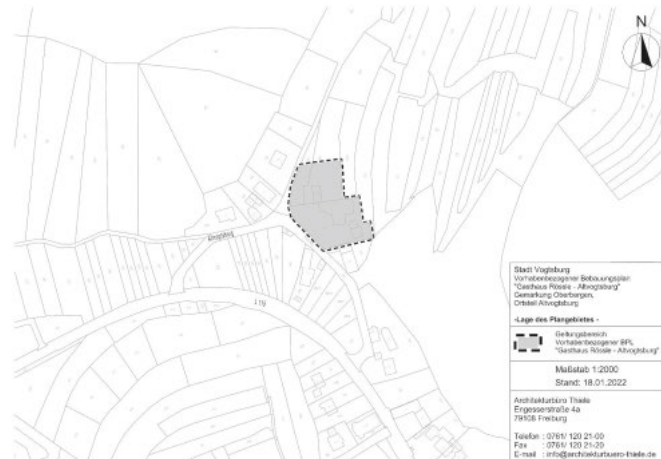 N
Altvogtsburg
L 115
Stadt Vogtsburg
Vorhabenbezogener Bebauungsplan
"Gasthaus Rössle - Altvogtsburg"
Gemarkung Oberbergen,
Ortsteil Altvogtsburg
-Lage des Plangebietes -
Geltungsbereich
Vorhabenbezogener BPL
"Gasthaus Rössle - Altvogtsburg"
Maßstab 1:2000
Stand: 18.01.2022
Architekturbüro Thiele
Engesserstraße 4a
79108 Freiburg
Telefon : 0761/ 120 21-00
Fax : 0761/ 120 21-20
E-mail : info@architekturbuero-thiele.de